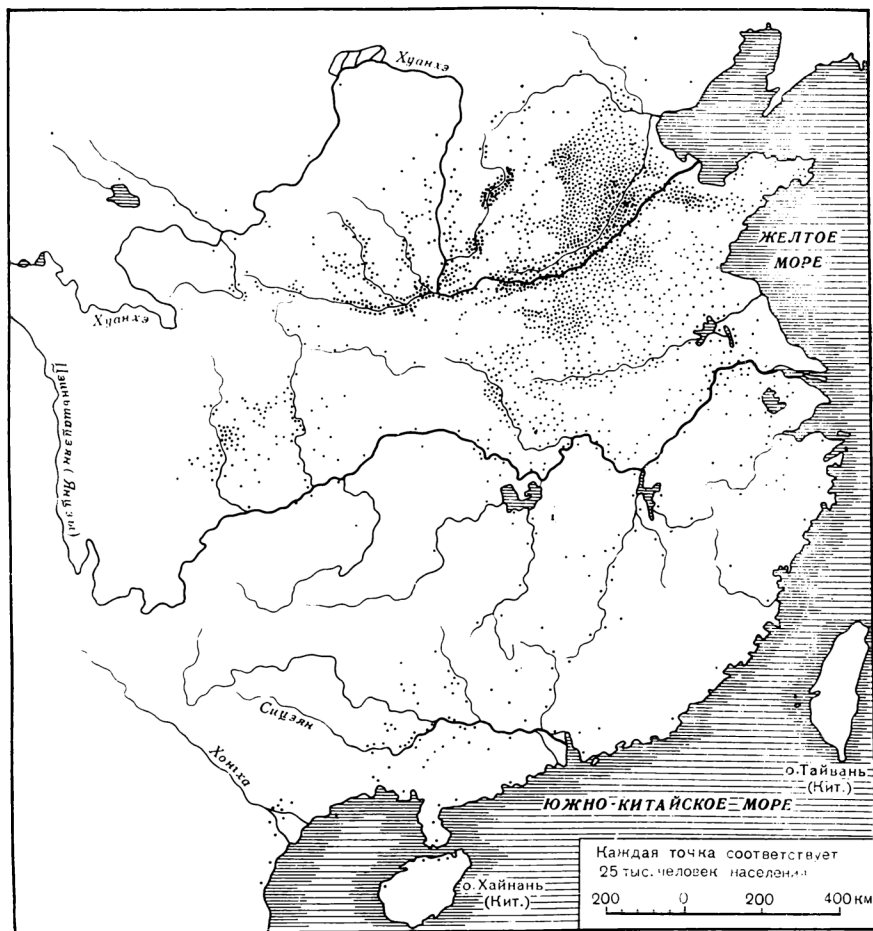 Хуанхэ
ЖЕЛТОЕ
МОРЕ
Хуанхэ
Цзиньшацзян (Янцзы)
Сицзян
Хонгха
о.Тайвань
(Кит.)
ЮЖНО-КИТАЙСКОЕ МОРЕ
о.Хайнань
(Кит.)
Каждая точка соответствует
25 тыс. человек населения
200 0 200 400 км